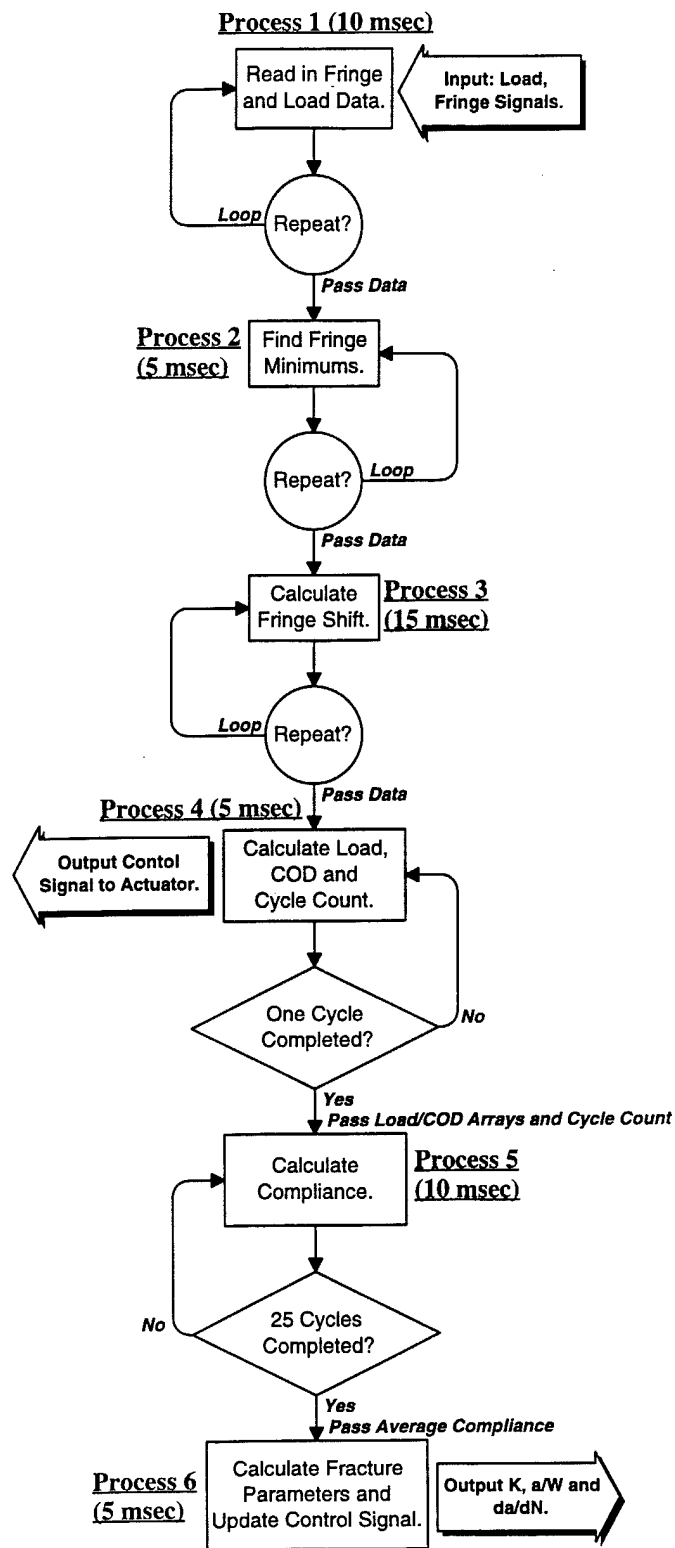 Process 1 (10 msec)
Read in Fringe
and Load Data.
Input: Load,
Fringe Signals.
Loop
Repeat?
Pass Data
Process 2
(5 msec)
Find Fringe
Minimums.
Repeat?
Loop
Pass Data
Calculate
Fringe Shift.
Process 3
(15 msec)
Loop
Repeat?
Pass Data
Process 4 (5 msec)
Output Contol
Signal to Actuator.
Calculate Load,
COD and
Cycle Count.
One Cycle
Completed?
No
Yes
Pass Load/COD Arrays and Cycle Count
Calculate
Compliance.
Process 5
(10 msec)
No
25 Cycles
Completed?
Yes
Pass Average Compliance
Process 6
(5 msec)
Calculate Fracture
Parameters and
Update Control Signal.
Output K, a/W and
da/dN.